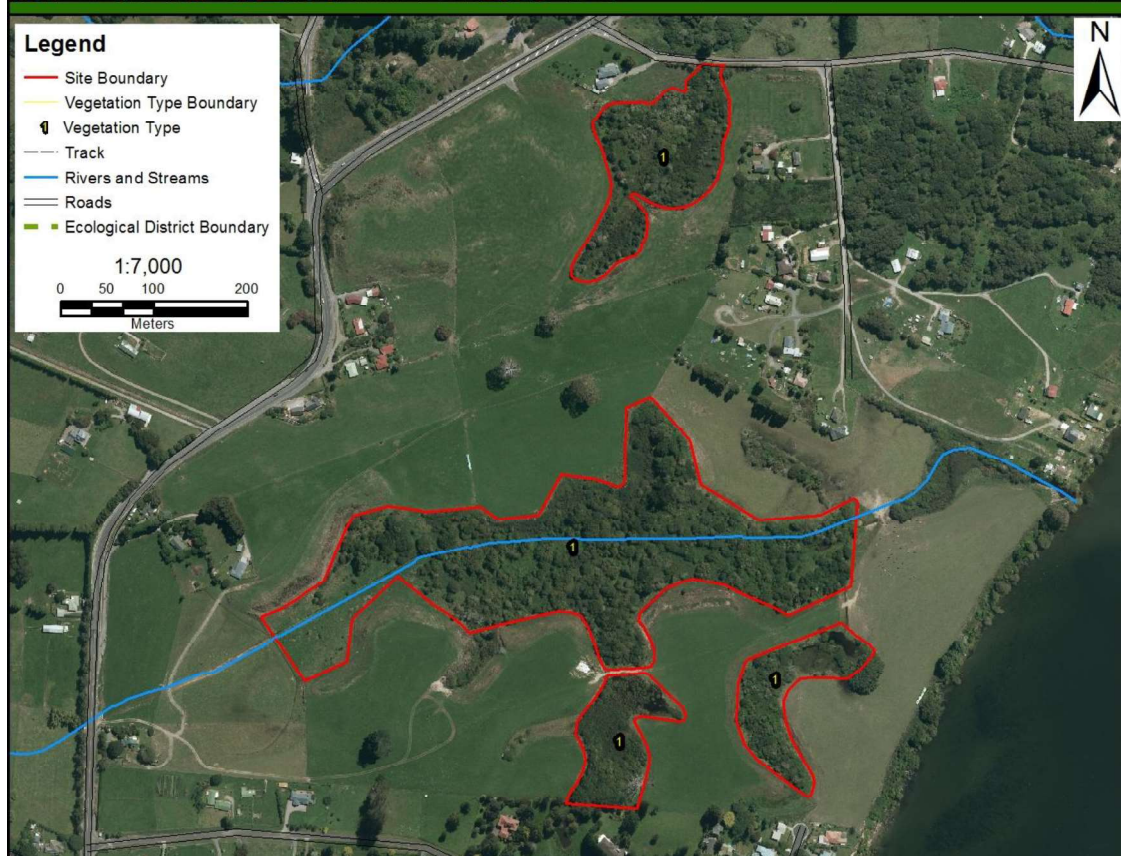 Legend
Site Boundary
Vegetation Type Boundary
1 Vegetation Type
Track
Rivers and Streams
Roads
Ecological District Boundary
1:7,000
0 50 100 200
Meters
N
1
1
1
1